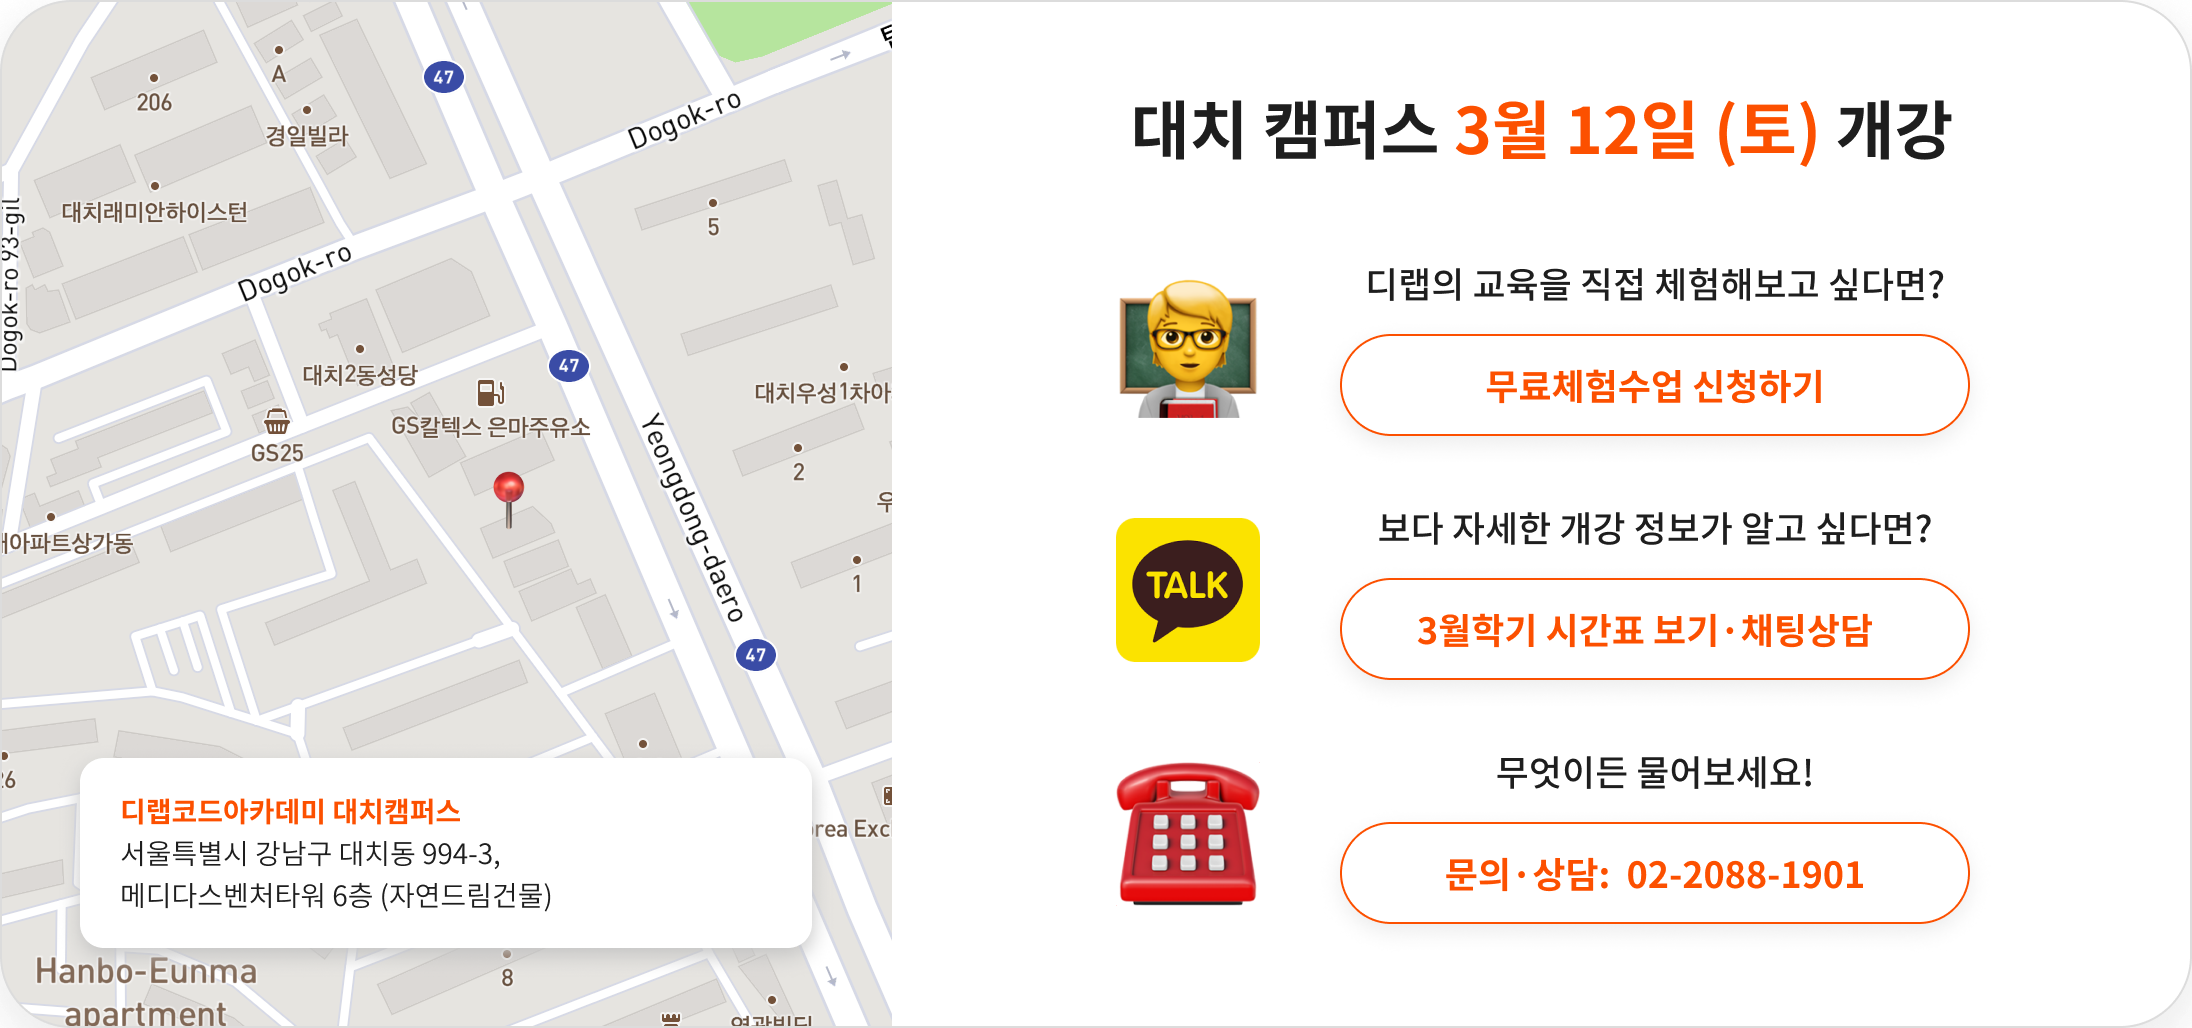 47
A
206
경일빌라
Dogok-ro
대치래미안하이스턴
5
Dogok-ro 93-gil
Dogok-ro
대치2동성당
47
대치우성1차아
GS칼텍스 은마주유소
GS25
2
Yeongdong-daero
아파트상가동
1
47
26
디랩코드아카데미 대치캠퍼스
서울특별시 강남구 대치동 994-3,
메디다스벤처타워 6층 (자연드림건물)
rea Exc
Hanbo-Eunma
apartment
8
영광빌딩
대치 캠퍼스 3월 12일 (토) 개강
디랩의 교육을 직접 체험해보고 싶다면?
무료체험수업 신청하기
TALK
보다 자세한 개강 정보가 알고 싶다면?
3월학기 시간표 보기·채팅상담
무엇이든 물어보세요!
문의·상담: 02-2088-1901